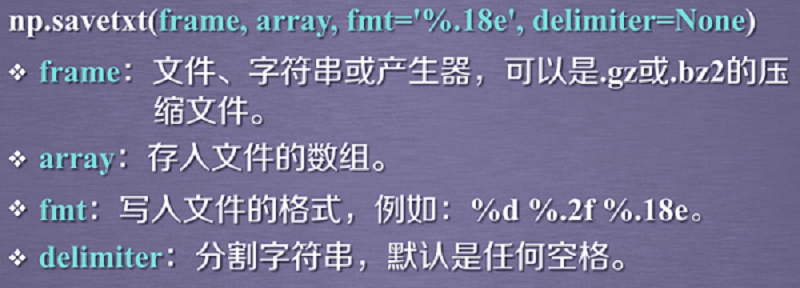 np.savetxt(frame, array, fmt='%.18e', delimiter=None)
❖ frame：文件、字符串或产生器，可以是.gz或.bz2的压
缩文件。
❖ array：存入文件的数组。
❖ fmt：写入文件的格式，例如：%d %.2f %.18e。
❖ delimiter：分割字符串，默认是任何空格。